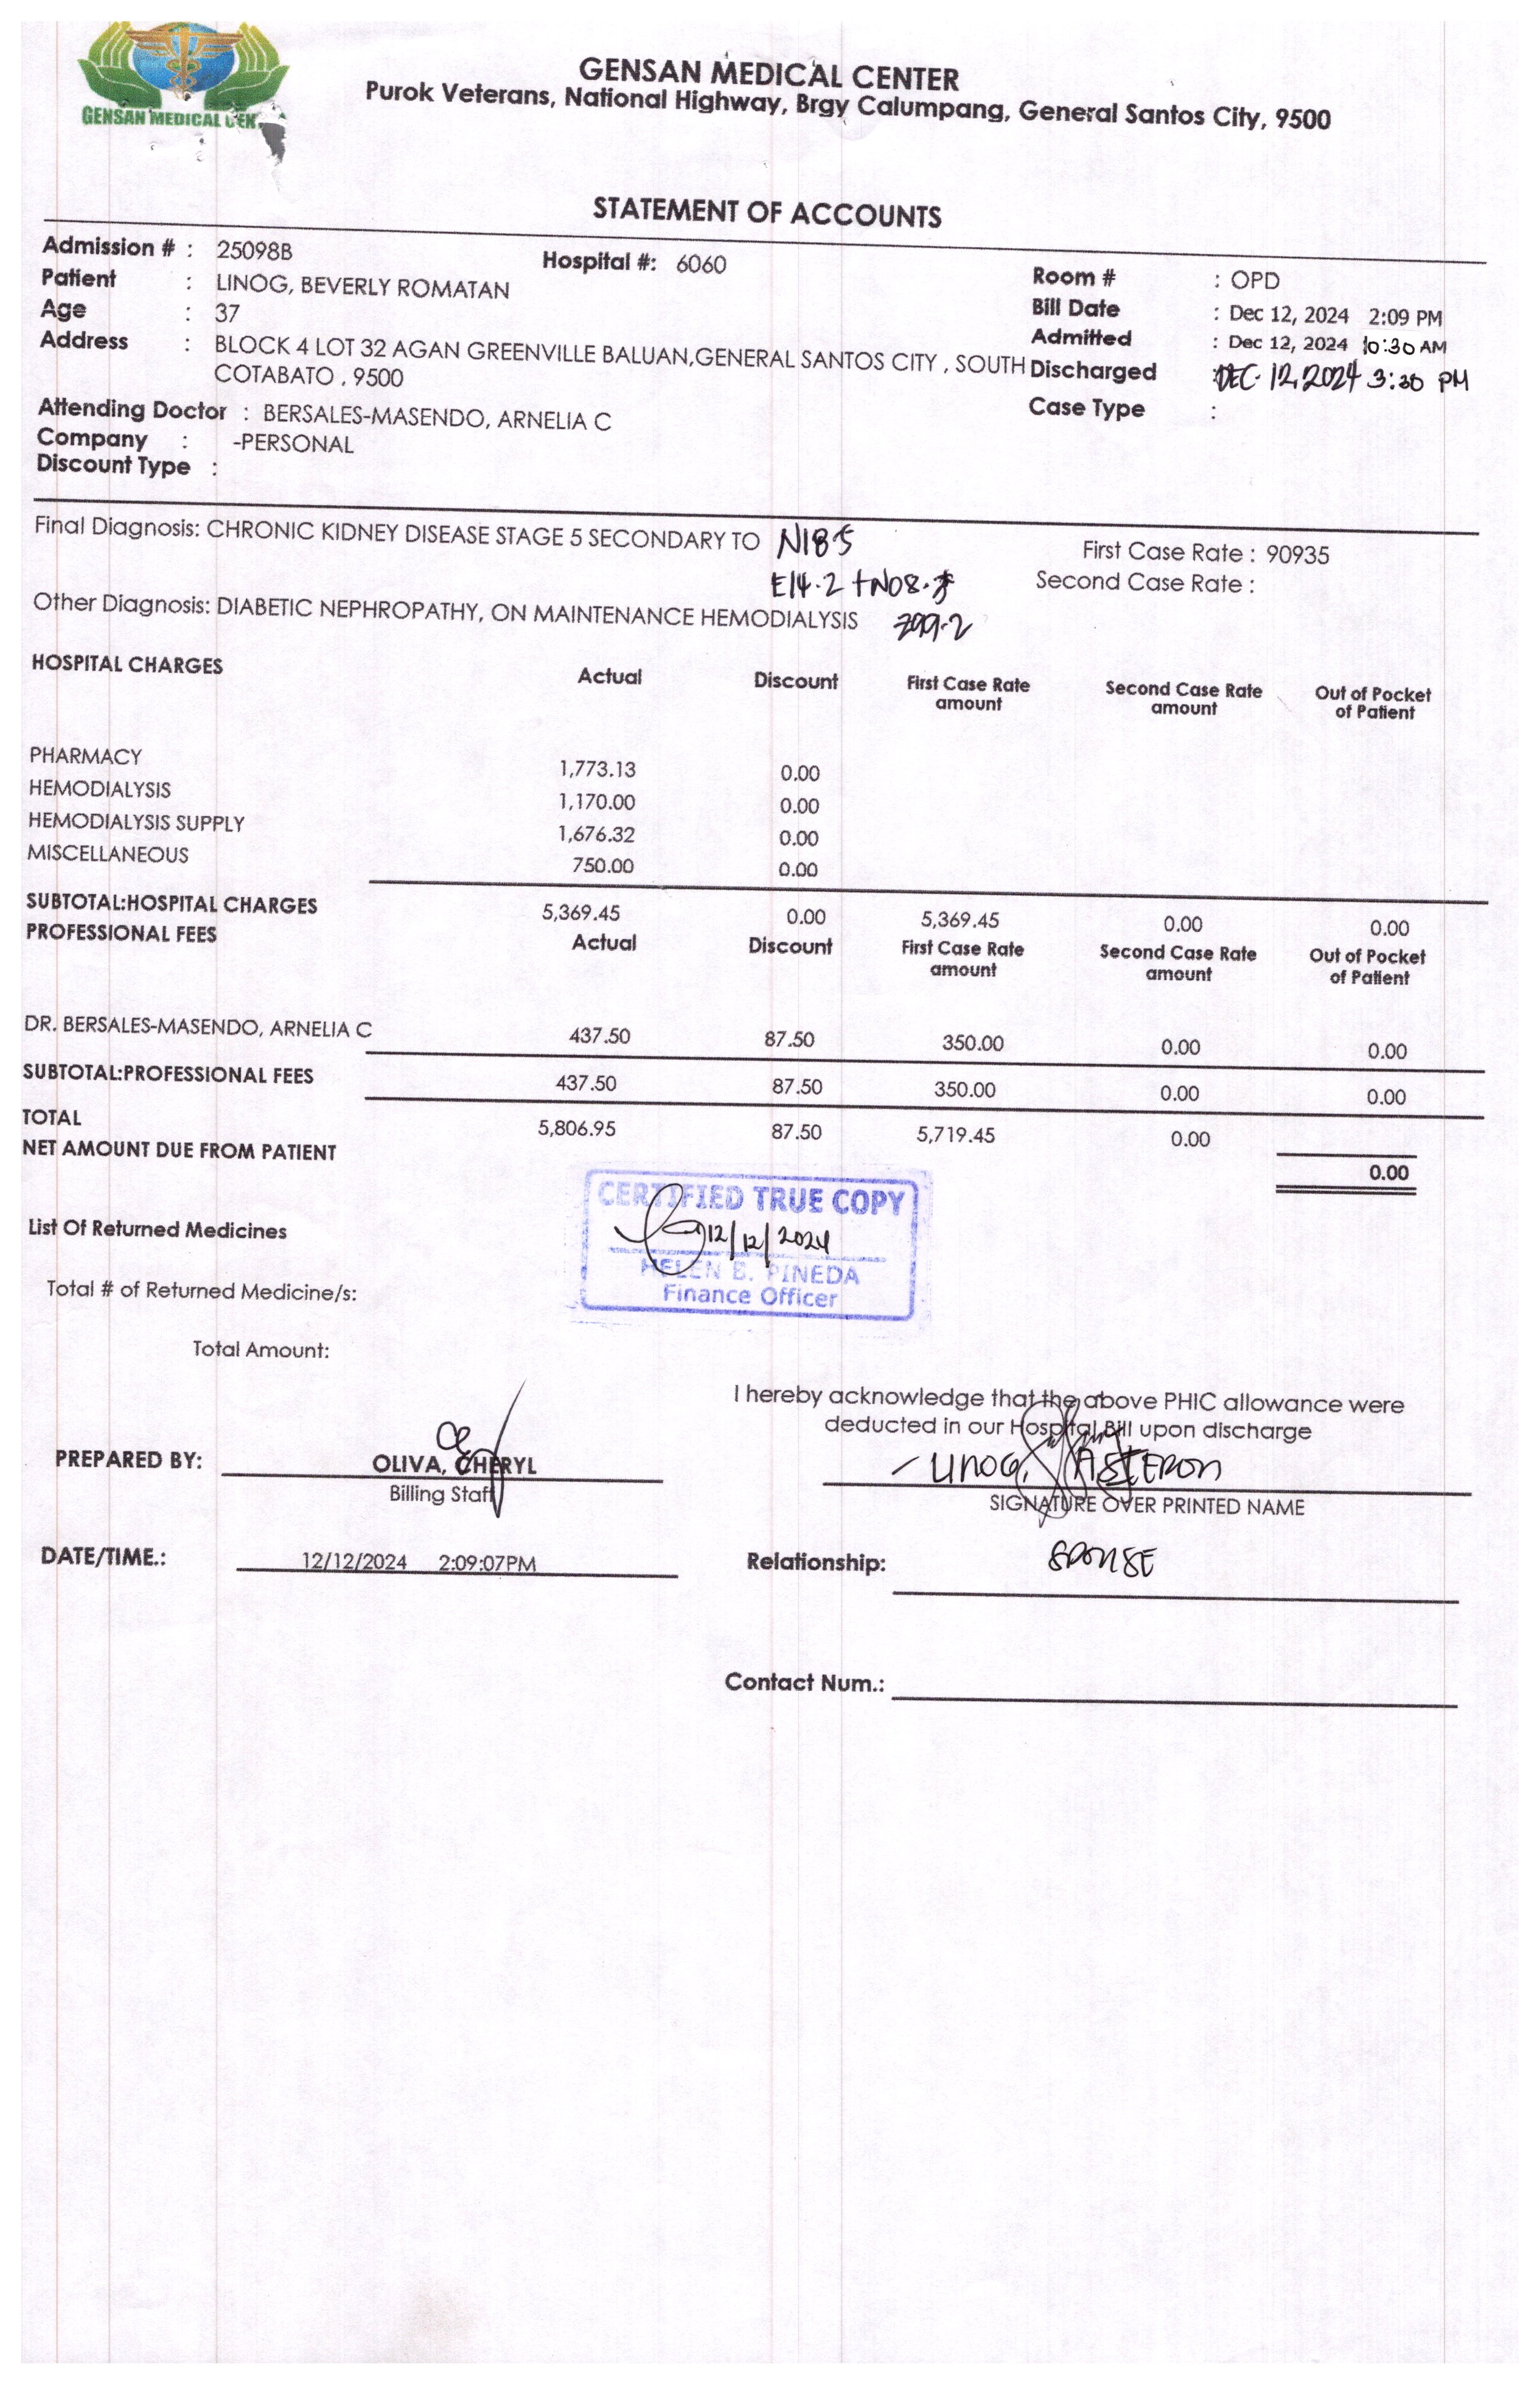 GENSAN MEDICAL CEN
GENSAN MEDICAL CENTER
Purok Veterans, National Highway, Brgy Calumpang, General Santos City, 9500
STATEMENT OF ACCOUNTS
Admission # : 25098B Hospital #: 6060 Room # : OPD
Patient : LINOG, BEVERLY ROMATAN Bill Date : Dec 12, 2024 2:09 PM
Age : 37 Admitted : Dec 12, 2024 10:30 AM
Address : BLOCK 4 LOT 32 AGAN GREENVILLE BALUAN,GENERAL SANTOS CITY , SOUTH Discharged : DEC. 12, 2024 3:30 PM
COTABATO , 9500 Case Type :
Attending Doctor : BERSALES-MASENDO, ARNELIA C
Company : -PERSONAL
Discount Type :
Final Diagnosis: CHRONIC KIDNEY DISEASE STAGE 5 SECONDARY TO N18.5 First Case Rate : 90935
E14.2 + N08. Second Case Rate :
Other Diagnosis: DIABETIC NEPHROPATHY, ON MAINTENANCE HEMODIALYSIS Z99.2
HOSPITAL CHARGES Actual Discount First Case Rate amount Second Case Rate amount Out of Pocket of Patient
PHARMACY 1,773.13 0.00
HEMODIALYSIS 1,170.00 0.00
HEMODIALYSIS SUPPLY 1,676.32 0.00
MISCELLANEOUS 750.00 0.00
SUBTOTAL:HOSPITAL CHARGES 5,369.45 0.00 5,369.45 0.00 0.00
PROFESSIONAL FEES Actual Discount First Case Rate amount Second Case Rate amount Out of Pocket of Patient
DR. BERSALES-MASENDO, ARNELIA C 437.50 87.50 350.00 0.00 0.00
SUBTOTAL:PROFESSIONAL FEES 437.50 87.50 350.00 0.00 0.00
TOTAL 5,806.95 87.50 5,719.45 0.00
NET AMOUNT DUE FROM PATIENT 0.00
CERTIFIED TRUE COPY
12/12/2024
HELEN B. PINEDA
Finance Officer
List Of Returned Medicines
Total # of Returned Medicine/s:
Total Amount:
I hereby acknowledge that the above PHIC allowance were
deducted in our Hospital Bill upon discharge
PREPARED BY: OLIVA, CHERYL
Billing Staff
LINOG, ASTERON
SIGNATURE OVER PRINTED NAME
DATE/TIME.: 12/12/2024 2:09:07PM
Relationship: SPOUSE
Contact Num.: